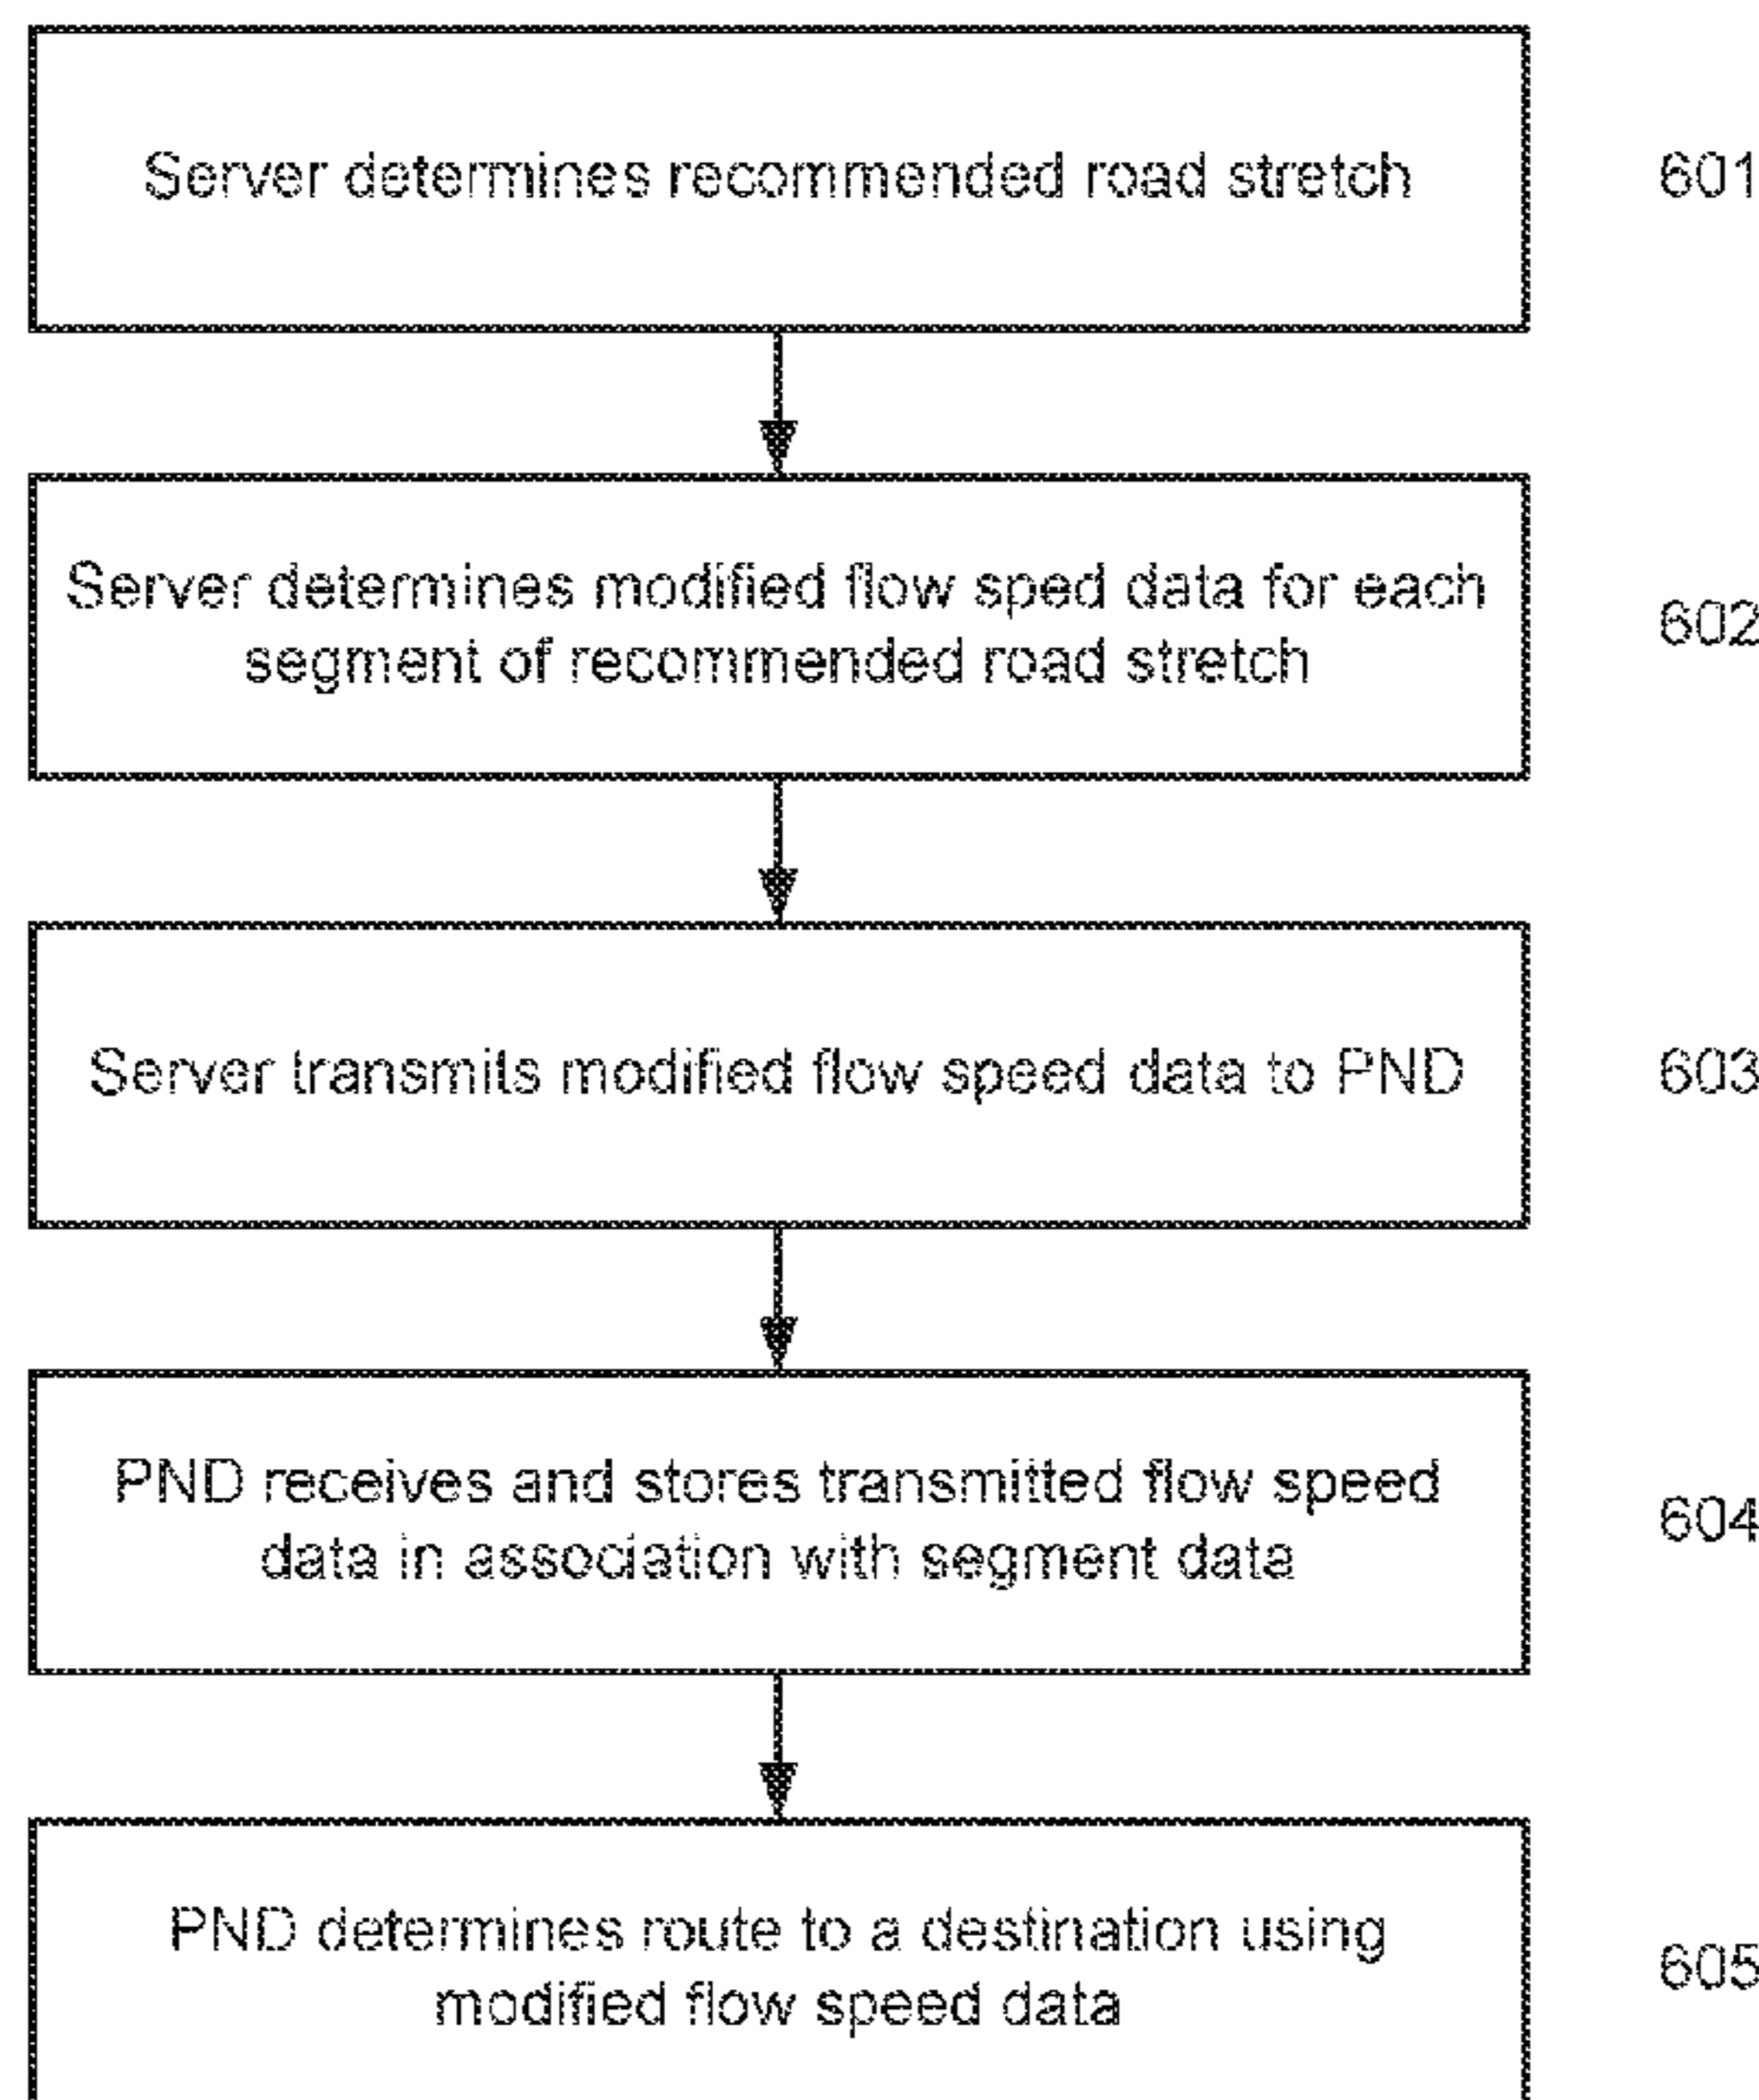 Server determines recommended road stretch
601
Server determines modified flow sped data for each
segment of recommended road stretch
602
Server transmits modified flow speed data to PND
603
PND receives and stores transmitted flow speed
data in association with segment data
604
PND determines route to a destination using
modified flow speed data
605